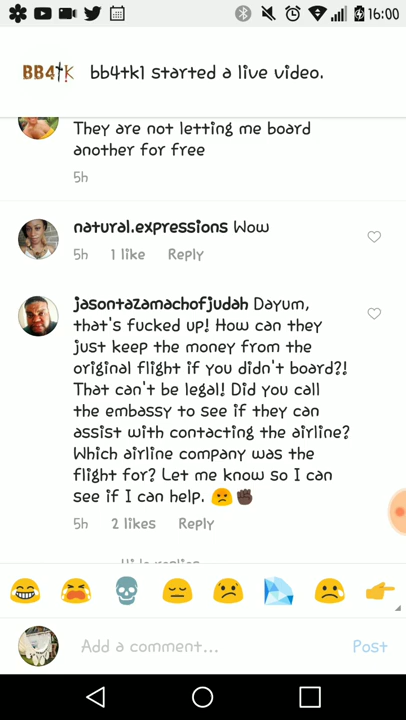 16:00
BB4TK bb4tk1 started a live video.
They are not letting me board
another for free
5h
natural.expressions Wow
5h 1 like Reply
jasontazamachofjudah Dayum,
that's fucked up! How can they
just keep the money from the
original flight if you didn't board?!
That can't be legal! Did you call
the embassy to see if they can
assist with contacting the airline?
Which airline company was the
flight for? Let me know so I can
see if I can help. 😕✊🏿
5h 2 likes Reply
Hide replies
😂 😭 💀 😔 😕 💎 😢 👉
Add a comment... Post